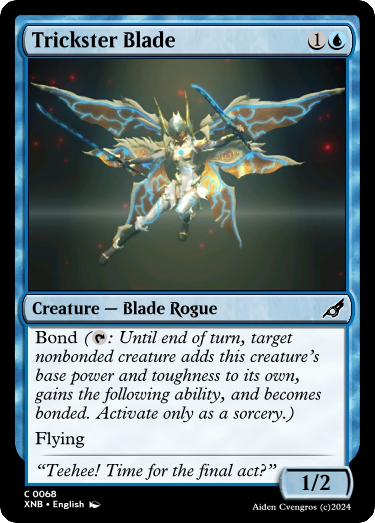 Trickster Blade 1
Creature — Blade Rogue
Bond (: Until end of turn, target
nonbonded creature adds this creature's
base power and toughness to its own,
gains the following ability, and becomes
bonded. Activate only as a sorcery.)
Flying
“Teehee! Time for the final act?”
1/2
C 0068
XNB • English
Aiden Cvengros (c)2024